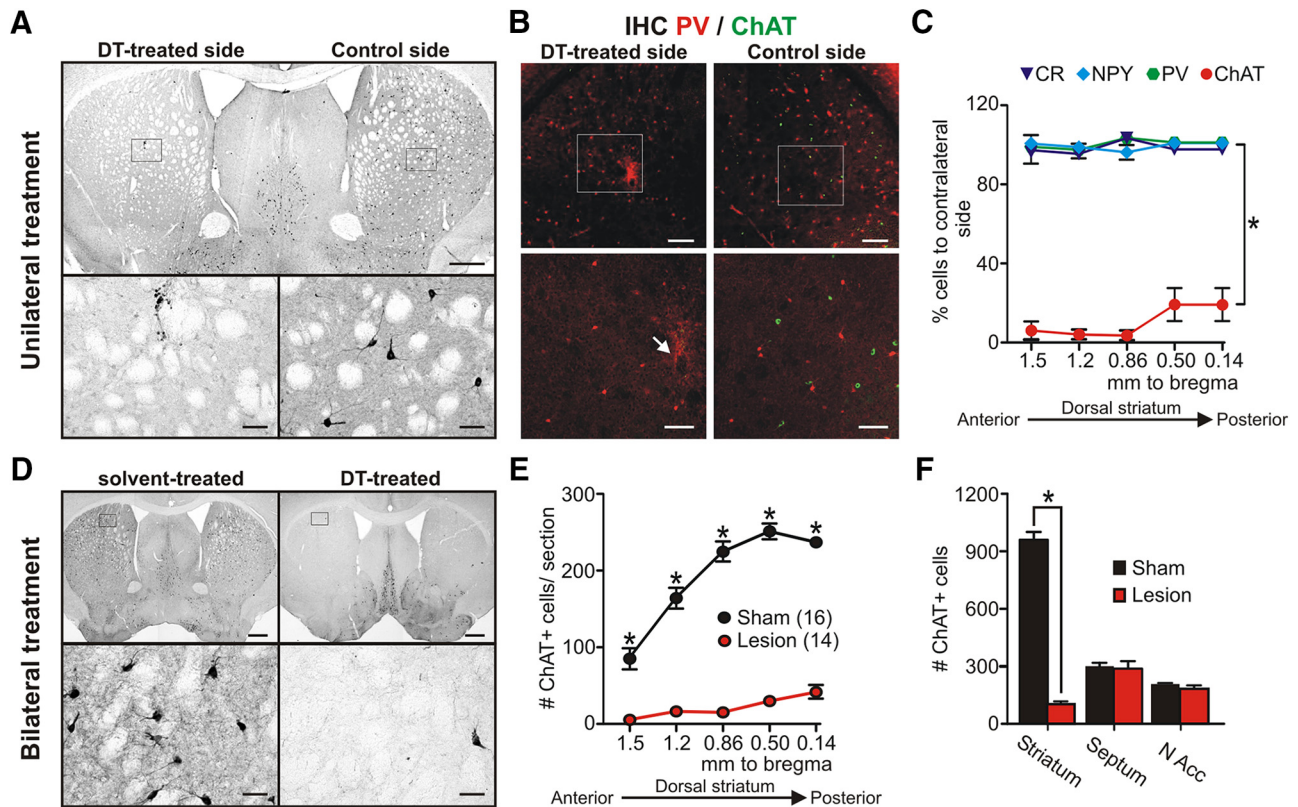 A
DT-treated side
Control side
Unilateral treatment
B
IHC PV / ChAT
DT-treated side
Control side
C
CR
NPY
PV
ChAT
% cells to contralateral
side
120
80
40
0
*
1.5
1.2
0.86
0.50
0.14
mm to bregma
Anterior
Dorsal striatum
Posterior
D
solvent-treated
DT-treated
Bilateral treatment
E
# ChAT+ cells/ section
300
200
100
0
*
*
*
*
*
Sham (16)
Lesion (14)
1.5
1.2
0.86
0.50
0.14
mm to bregma
Anterior
Dorsal striatum
Posterior
F
# ChAT+ cells
1200
900
600
300
0
*
Sham
Lesion
Striatum
Septum
N Acc